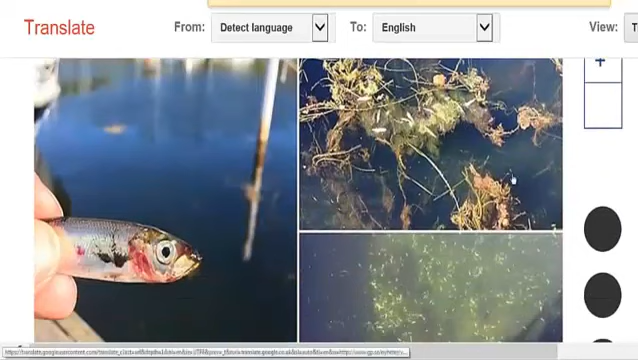 Translate
From:
Detect language
To:
English
View:
T
+